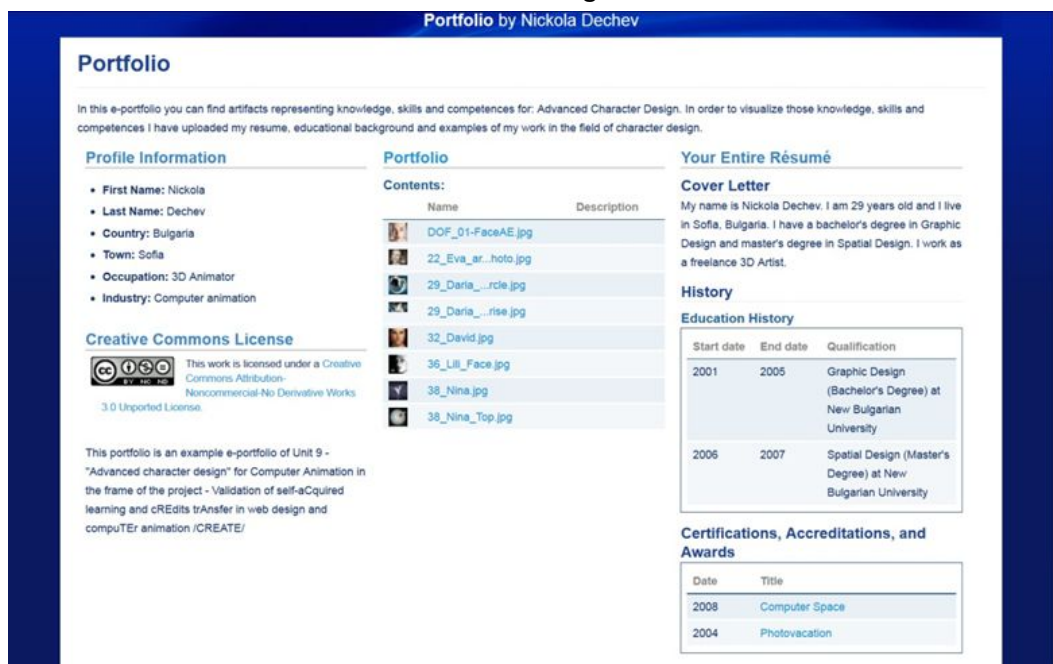 Portfolio by Nickola Dechev
Portfolio
In this e-portfolio you can find artifacts representing knowledge, skills and competences for: Advanced Character Design. In order to visualize those knowledge, skills and
competences I have uploaded my resume, educational background and examples of my work in the field of character design.
Profile Information
• First Name: Nickola
• Last Name: Dechev
• Country: Bulgaria
• Town: Sofia
• Occupation: 3D Animator
• Industry: Computer animation
Creative Commons License
BY NC ND
This work is licensed under a Creative
Commons Attribution-
Noncommercial-No Derivative Works
3.0 Unported License.
This portfolio is an example e-portfolio of Unit 9 -
"Advanced character design" for Computer Animation in
the frame of the project - Validation of self-aCquired
learning and cREdits trAnsfer in web design and
compuTEr animation /CREATE/
Portfolio
Contents:
Name Description
DOF_01-FaceAE.jpg
22_Eva_ar...hoto.jpg
29_Daria_...rcle.jpg
29_Daria_...rise.jpg
32_David.jpg
36_Lili_Face.jpg
38_Nina.jpg
38_Nina_Top.jpg
Your Entire Résumé
Cover Letter
My name is Nickola Dechev. I am 29 years old and I live
in Sofia, Bulgaria. I have a bachelor's degree in Graphic
Design and master's degree in Spatial Design. I work as
a freelance 3D Artist.
History
Education History
Start date End date Qualification
2001 2005 Graphic Design
(Bachelor's Degree) at
New Bulgarian
University
2006 2007 Spatial Design (Master's
Degree) at New
Bulgarian University
Certifications, Accreditations, and
Awards
Date Title
2008 Computer Space
2004 Photovacation